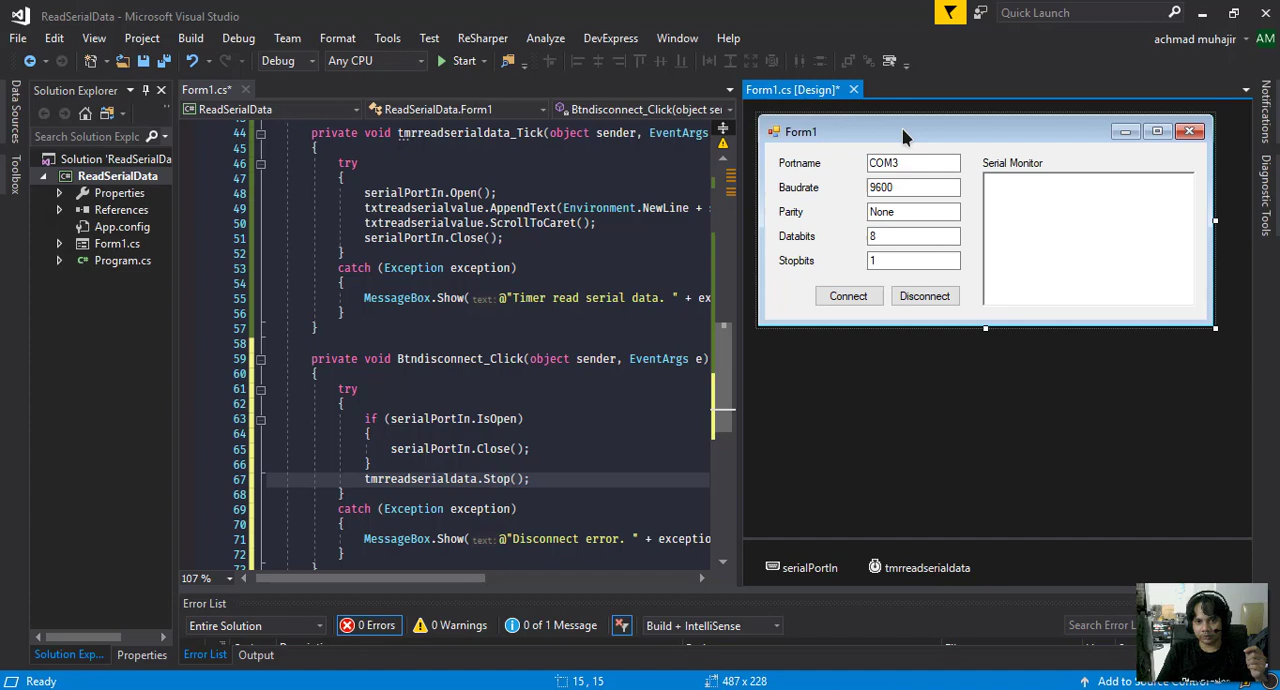 ReadSerialData - Microsoft Visual Studio
Quick Launch
File Edit View Project Build Debug Team Format Tools Test ReSharper Analyze DevExpress Window Help
achmad muhajir AM
Debug Any CPU Start
Data Sources
Toolbox
Solution Explorer
Search Solution Explc
Solution 'ReadSerialDa
ReadSerialData
Properties
References
App.config
Form1.cs
Program.cs
Solution Exp... Properties
Form1.cs*
ReadSerialData ReadSerialData.Form1 Btndisconnect_Click(object se
44 private void tmrreadserialdata_Tick(object sender, EventArgs
45 {
46 try
47 {
48 serialPortIn.Open();
49 txtreadserialvalue.AppendText(Environment.NewLine +
50 txtreadserialvalue.ScrollToCaret();
51 serialPortIn.Close();
52 }
53 catch (Exception exception)
54 {
55 MessageBox.Show(text:@"Timer read serial data. " + ex
56 }
57 }
58
59 private void Btndisconnect_Click(object sender, EventArgs e)
60 {
61 try
62 {
63 if (serialPortIn.IsOpen)
64 {
65 serialPortIn.Close();
66 }
67 tmrreadserialdata.Stop();
68 }
69 catch (Exception exception)
70 {
71 MessageBox.Show(text:@"Disconnect error. " + exceptio
72 }
107 %
Form1.cs [Design]*
Form1
Portname COM3 Serial Monitor
Baudrate 9600
Parity None
Databits 8
Stopbits 1
Connect Disconnect
serialPortIn tmrreadserialdata
Notifications
Diagnostic Tools
Error List
Entire Solution 0 Errors 0 Warnings 0 of 1 Message Build + IntelliSense Search Error L
Error List Output
Ready 15 , 15 487 x 228 Add to Source Control